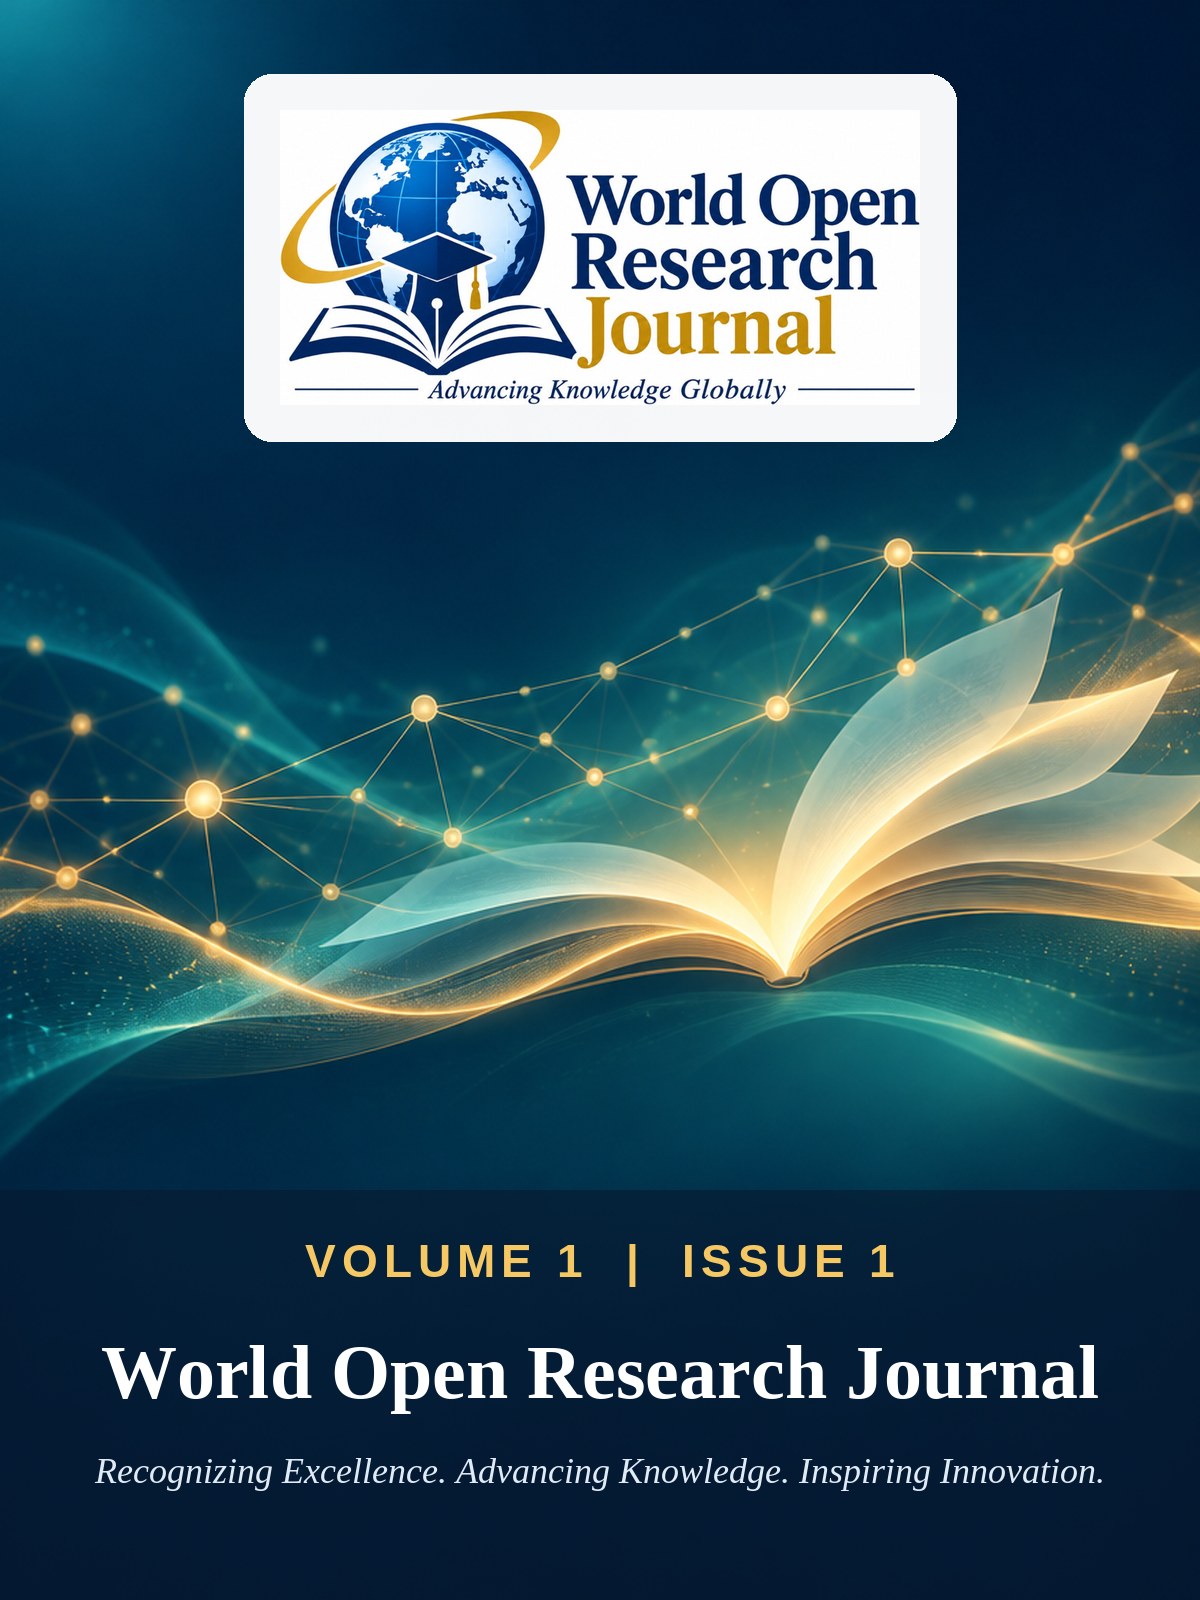 World Open
Research
Journal
Advancing Knowledge Globally
VOLUME 1 | ISSUE 1
World Open Research Journal
Recognizing Excellence. Advancing Knowledge. Inspiring Innovation.